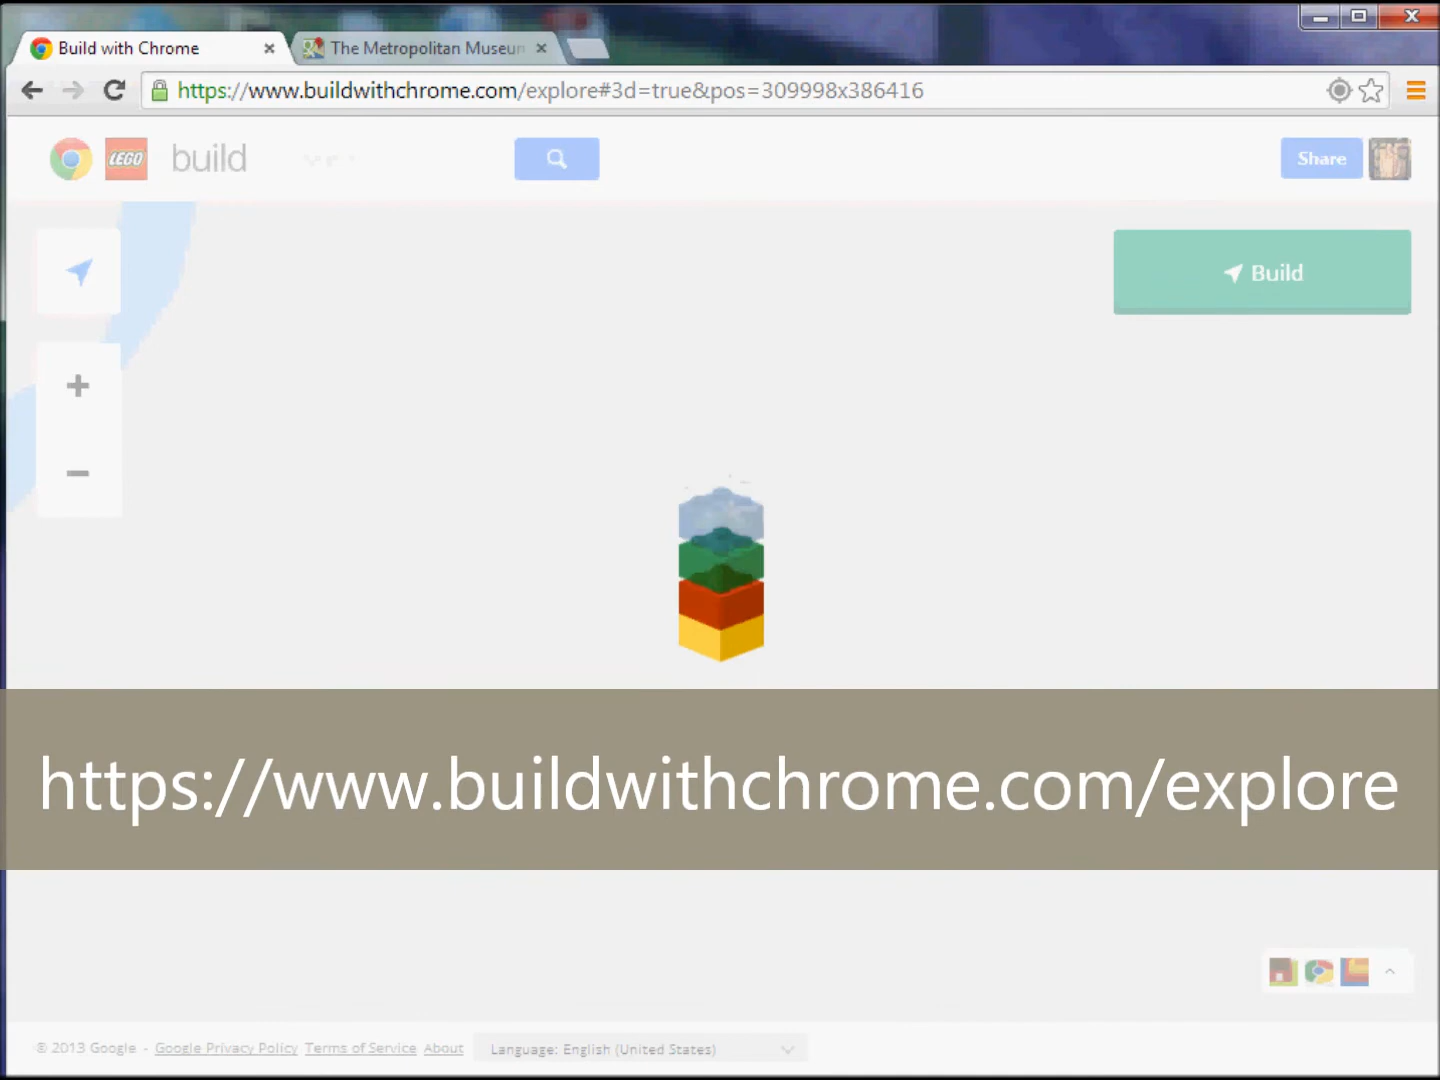 Build with Chrome
The Metropolitan Museum
https://www.buildwithchrome.com/explore#3d=true&pos=309998x386416
LEGO
build
Share
Build
https://www.buildwithchrome.com/explore
© 2013 Google - Google Privacy Policy Terms of Service About
Language: English (United States)